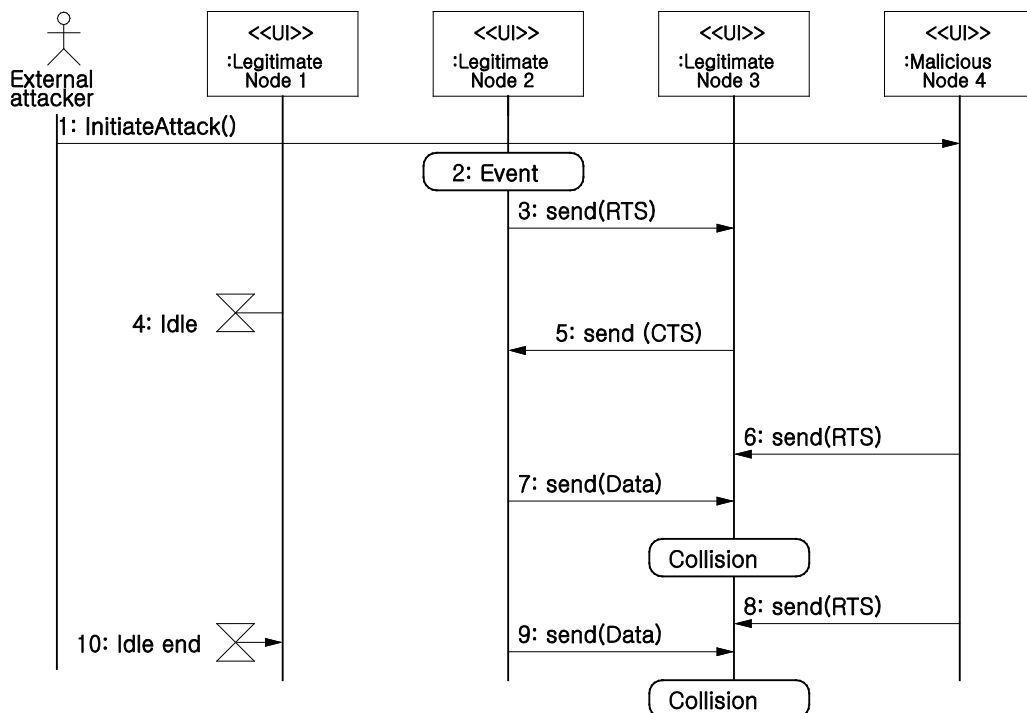 <<UI>>
:Legitimate
Node 1
<<UI>>
:Legitimate
Node 2
<<UI>>
:Legitimate
Node 3
<<UI>>
:Malicious
Node 4
External
attacker
1: InitiateAttack()
2: Event
3: send(RTS)
4: Idle
5: send (CTS)
6: send(RTS)
7: send(Data)
Collision
8: send(RTS)
10: Idle end
9: send(Data)
Collision